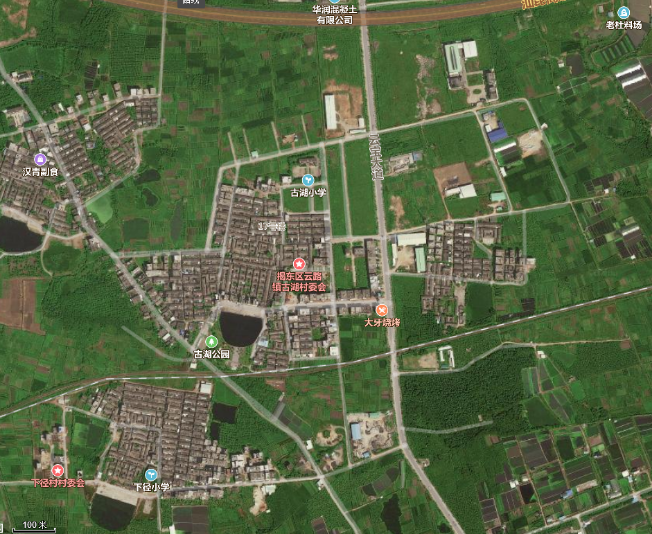 华润混凝土
有限公司
老杜料场
汉青副食
古湖小学
揭东区云路
镇古湖村委会
大牙烧烤
古湖公园
下径村村委会
下径小学
100 米